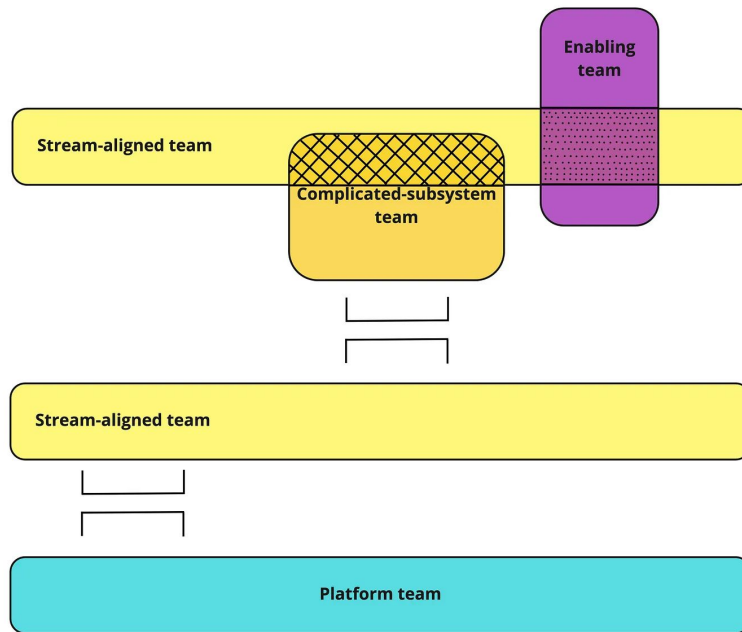 Enabling
team
Stream-aligned team
Complicated-subsystem
team
Stream-aligned team
Platform team